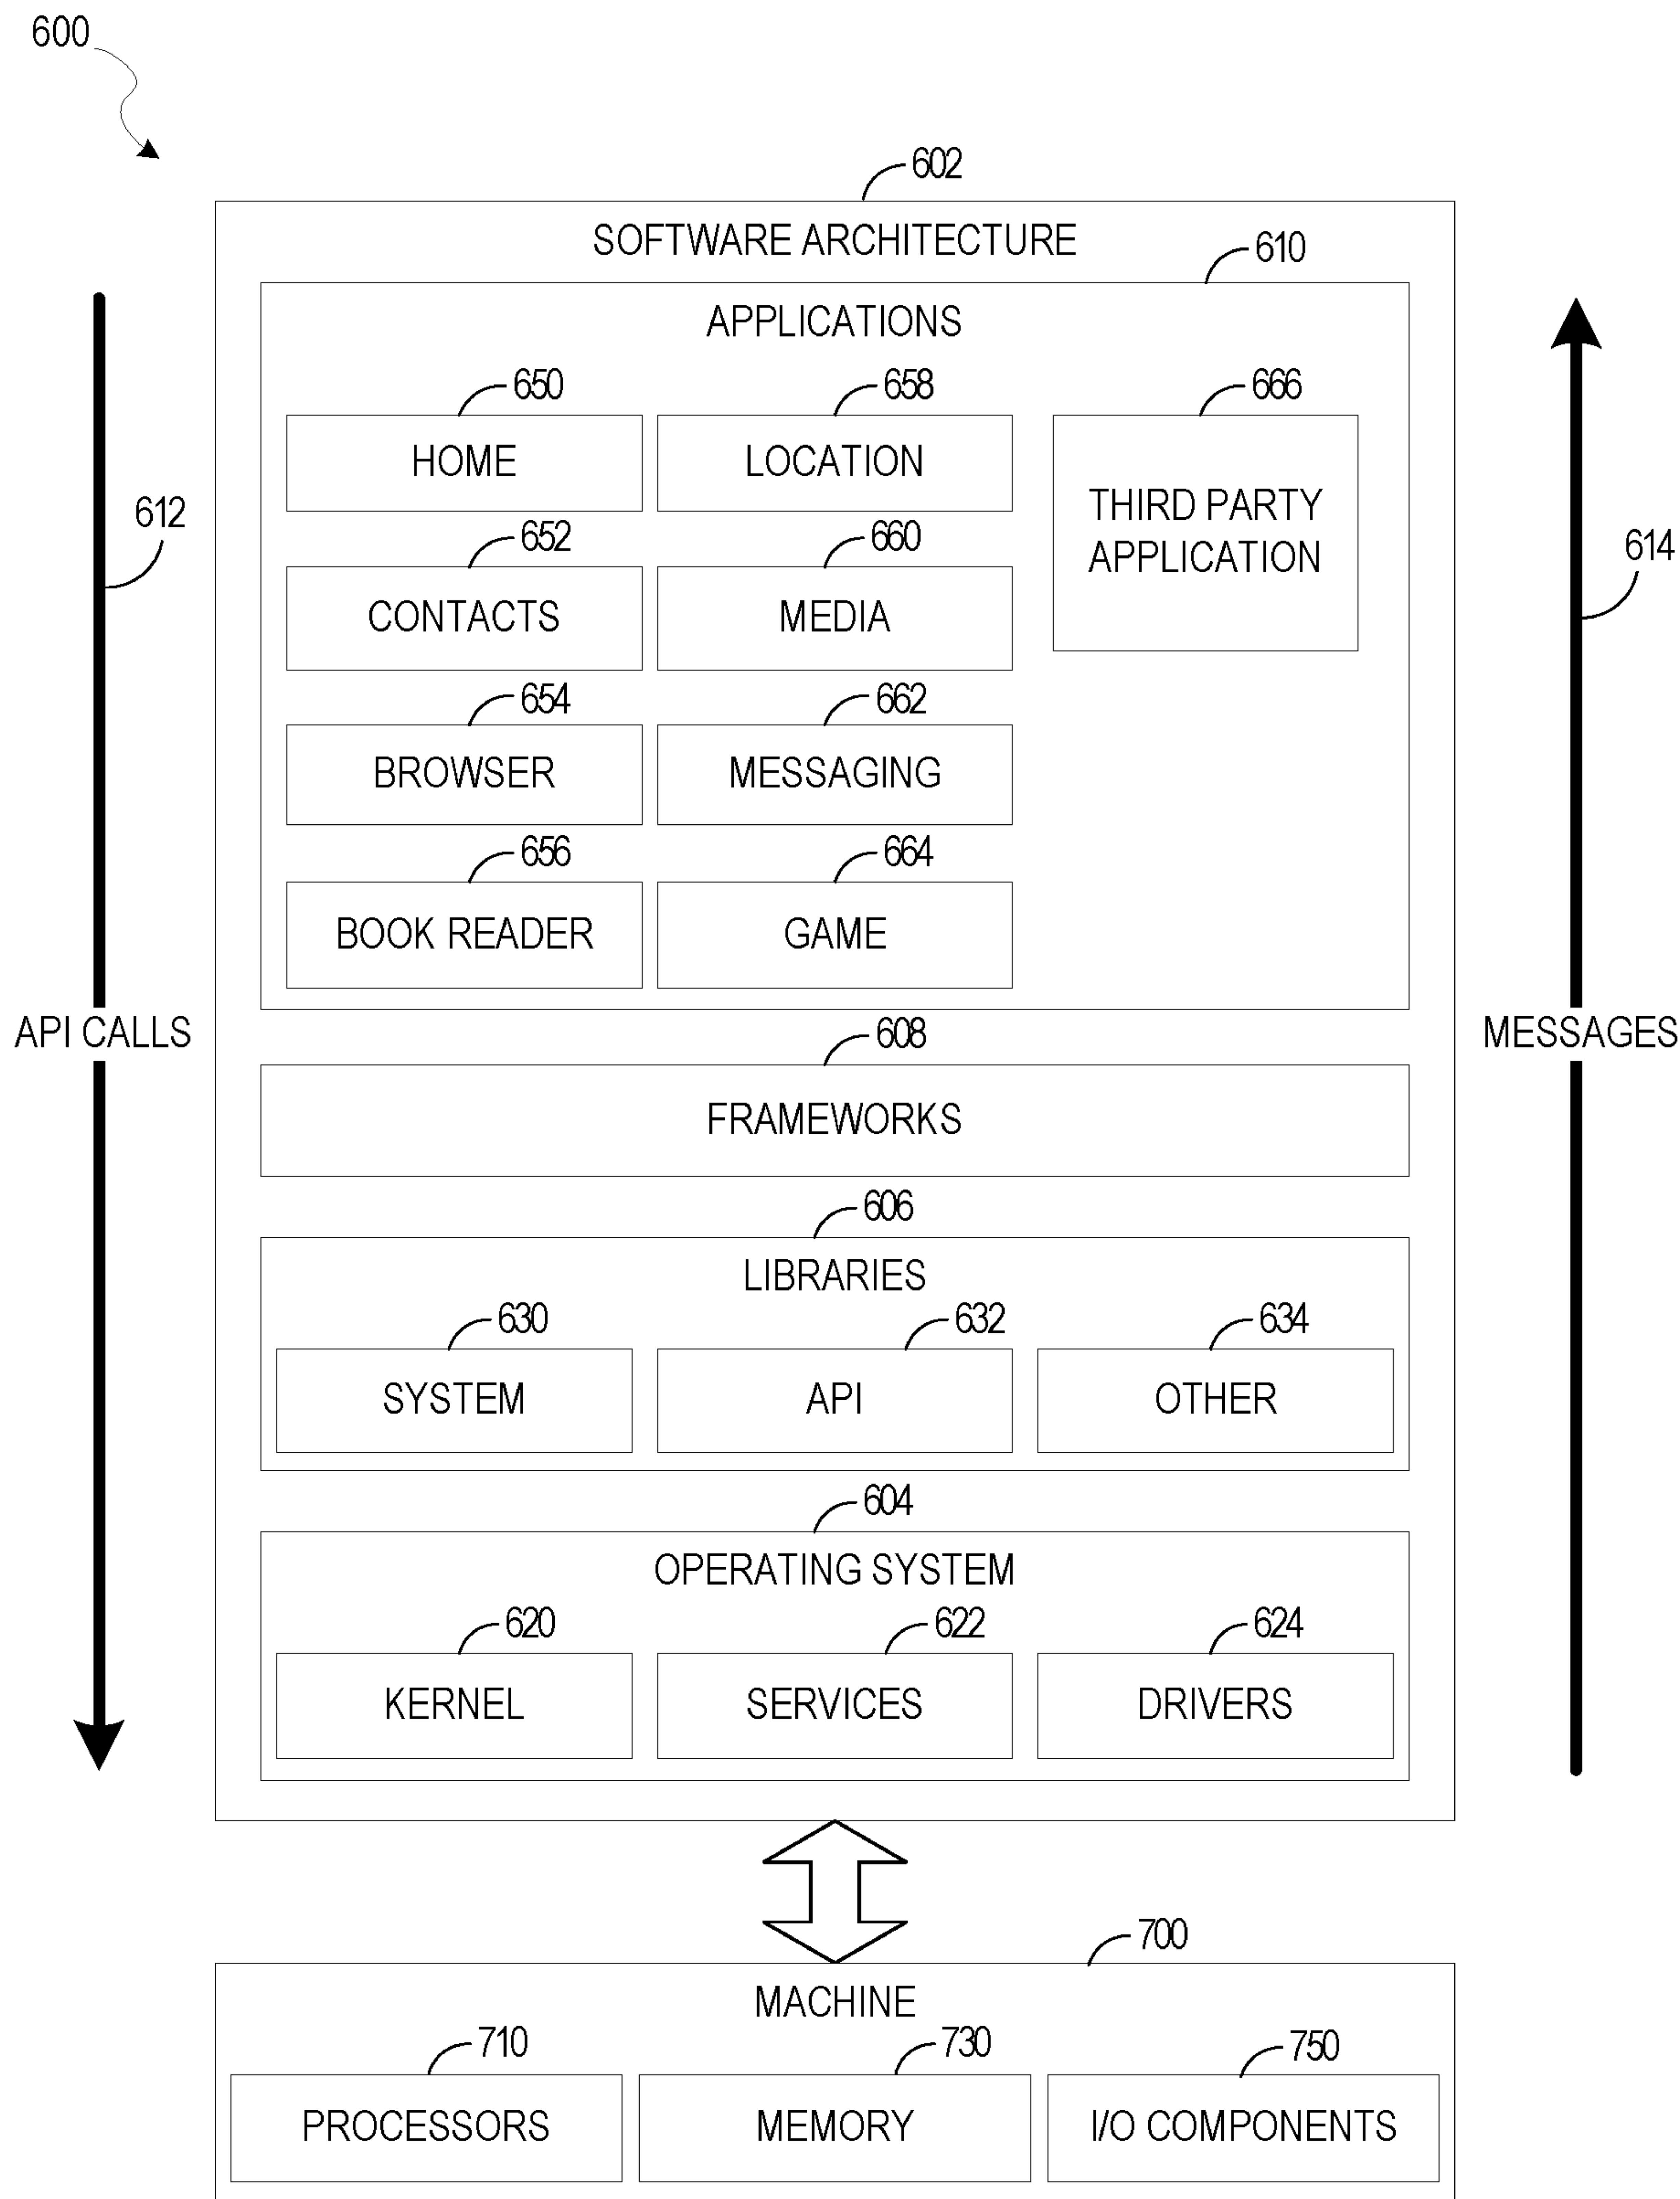 600
602
SOFTWARE ARCHITECTURE
610
APPLICATIONS
650
658
666
HOME
LOCATION
THIRD PARTY
APPLICATION
612
614
652
660
CONTACTS
MEDIA
654
662
BROWSER
MESSAGING
656
664
BOOK READER
GAME
API CALLS
MESSAGES
608
FRAMEWORKS
606
LIBRARIES
630
632
634
SYSTEM
API
OTHER
604
OPERATING SYSTEM
620
622
624
KERNEL
SERVICES
DRIVERS
700
MACHINE
710
730
750
PROCESSORS
MEMORY
I/O COMPONENTS